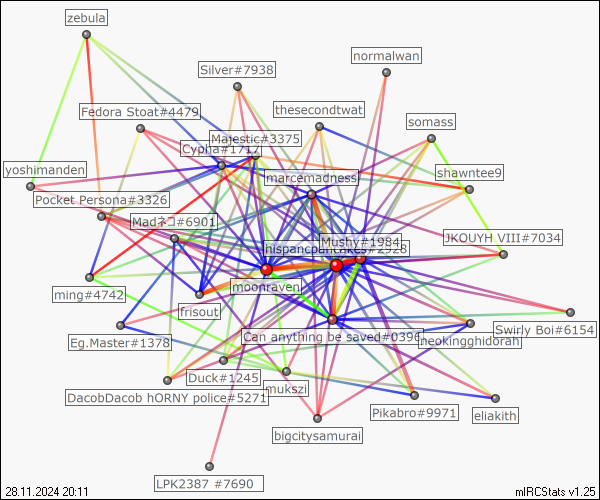 zebula
normalwan
Silver#7938
Fedora Stoat#4479
thesecondtwat
somass
Majestic#3375
Cypha#1717
yoshimanden
marcemadness
shawntee9
Pocket Persona#3326
Madネコ#6901
Mushy#1984
hispancpancakes#2928
JKOUYH VIII#7034
moonraven
ming#4742
frisout
Swirly Boi#6154
Eg.Master#1378
Can anything be saved#0396
neokingghidorah
Duck#1245
mukszi
DacobDacob hORNY police#5271
Pikabro#9971
eliakith
bigcitysamurai
LPK2387 #7690
28.11.2024 20:11
mIRCStats v1.25